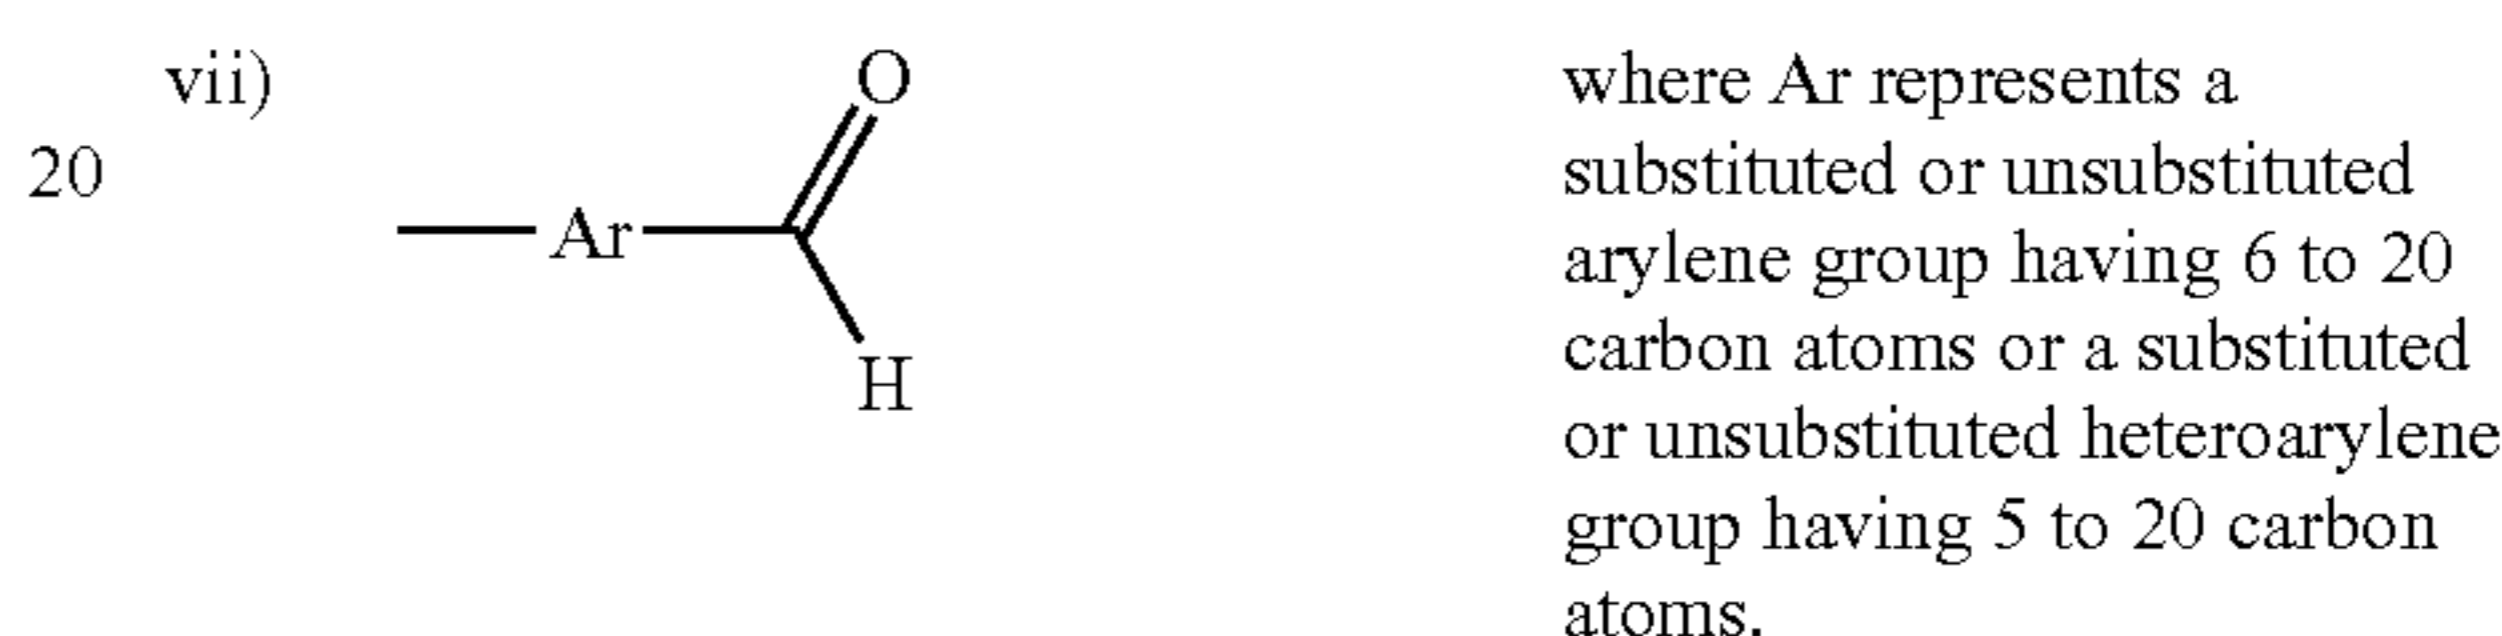 vii)
20
O
Ar
H
where Ar represents a
substituted or unsubstituted
arylene group having 6 to 20
carbon atoms or a substituted
or unsubstituted heteroarylene
group having 5 to 20 carbon
atoms.